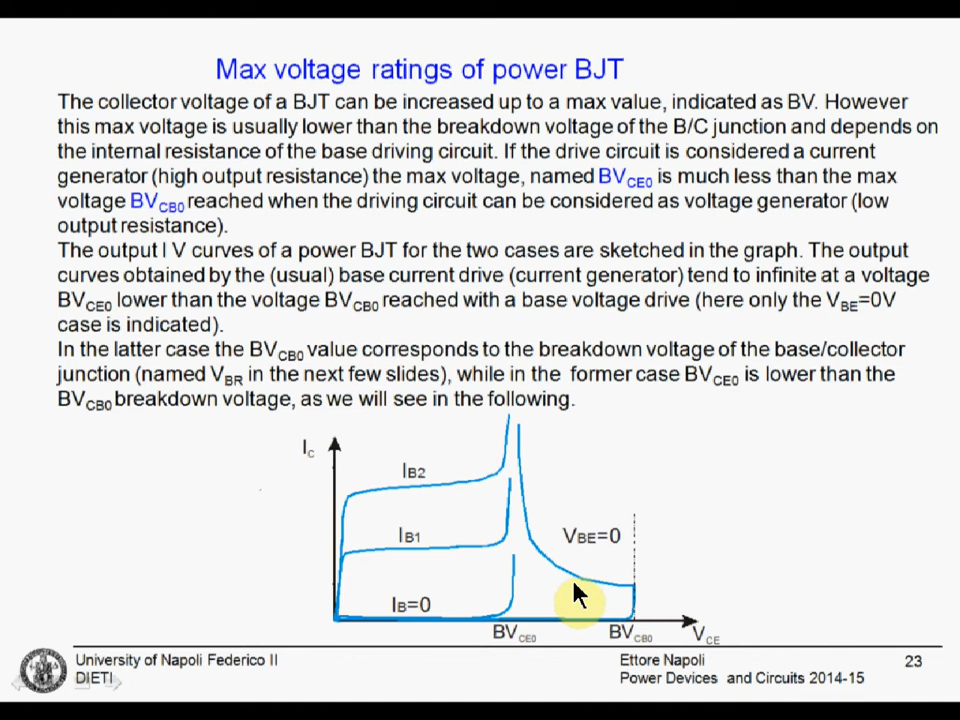 Max voltage ratings of power BJT
The collector voltage of a BJT can be increased up to a max value, indicated as BV. However
this max voltage is usually lower than the breakdown voltage of the B/C junction and depends on
the internal resistance of the base driving circuit. If the drive circuit is considered a current
generator (high output resistance) the max voltage, named BVCE0 is much less than the max
voltage BVCB0 reached when the driving circuit can be considered as voltage generator (low
output resistance).
The output I V curves of a power BJT for the two cases are sketched in the graph. The output
curves obtained by the (usual) base current drive (current generator) tend to infinite at a voltage
BVCE0 lower than the voltage BVCB0 reached with a base voltage drive (here only the VBE=0V
case is indicated).
In the latter case the BVCB0 value corresponds to the breakdown voltage of the base/collector
junction (named VBR in the next few slides), while in the former case BVCE0 is lower than the
BVCB0 breakdown voltage, as we will see in the following.
IC
IB2
IB1
VBE=0
IB=0
BVCE0
BVCB0
VCE
University of Napoli Federico II
DIETI
Ettore Napoli
Power Devices and Circuits 2014-15
23